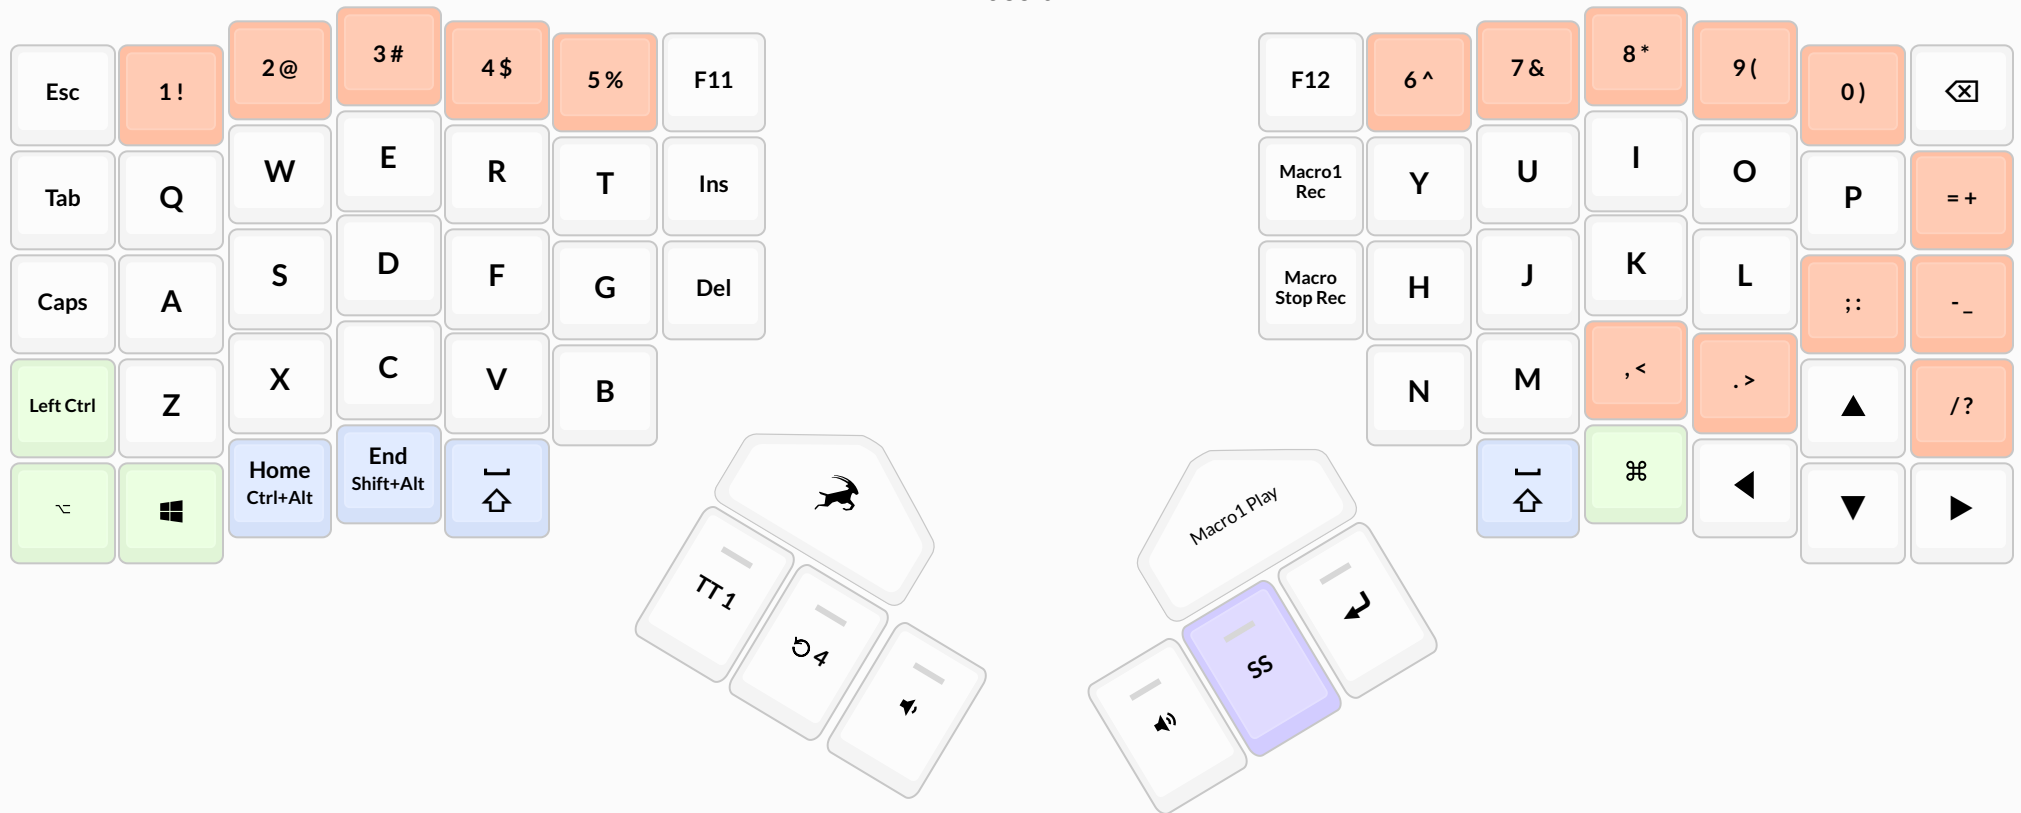 Esc
1 !
2 @
3 #
4 $
5 %
F11
F12
6 ^
7 &
8 *
9 (
0 )
Tab
Q
W
E
R
T
Ins
Macro1
Rec
Y
U
I
O
P
= +
Caps
A
S
D
F
G
Del
Macro
Stop Rec
H
J
K
L
; :
- _
Left Ctrl
Z
X
C
V
B
N
M
, <
. >
/ ?
Home
Ctrl+Alt
End
Shift+Alt
TT 1
4
Macro1 Play
SS